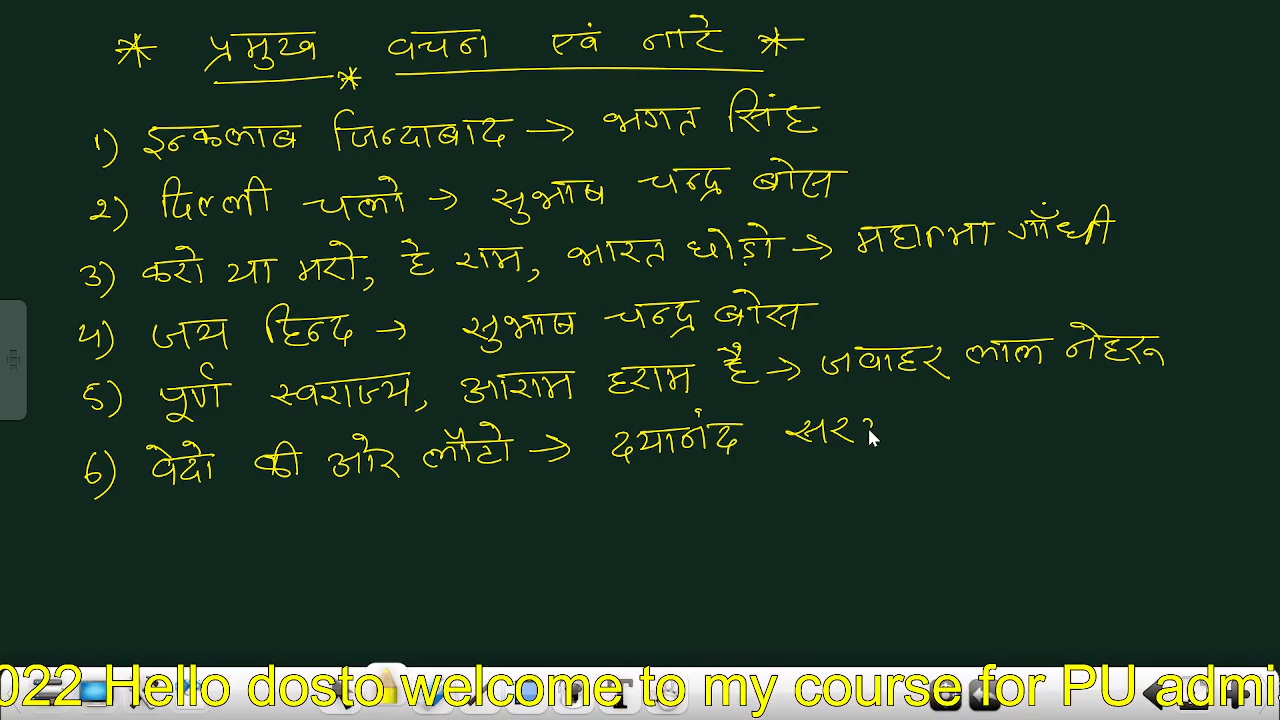 * प्रमुख वचन एवं नारे *
*
1) इन्कलाब जिन्दाबाद → भगत सिंह
2) दिल्ली चलो → सुभाष चन्द्र बोस
3) करो या मरो, हे राम, भारत छोड़ो → महात्मा गाँधी
4) जय हिन्द → सुभाष चन्द्र बोस
5) पूर्ण स्वराज्य, आराम हराम है → जवाहर लाल नेहरू
6) वेदो की ओर लौटो → दयानंद सर
022 Hello dosto welcome to my course for PU admi